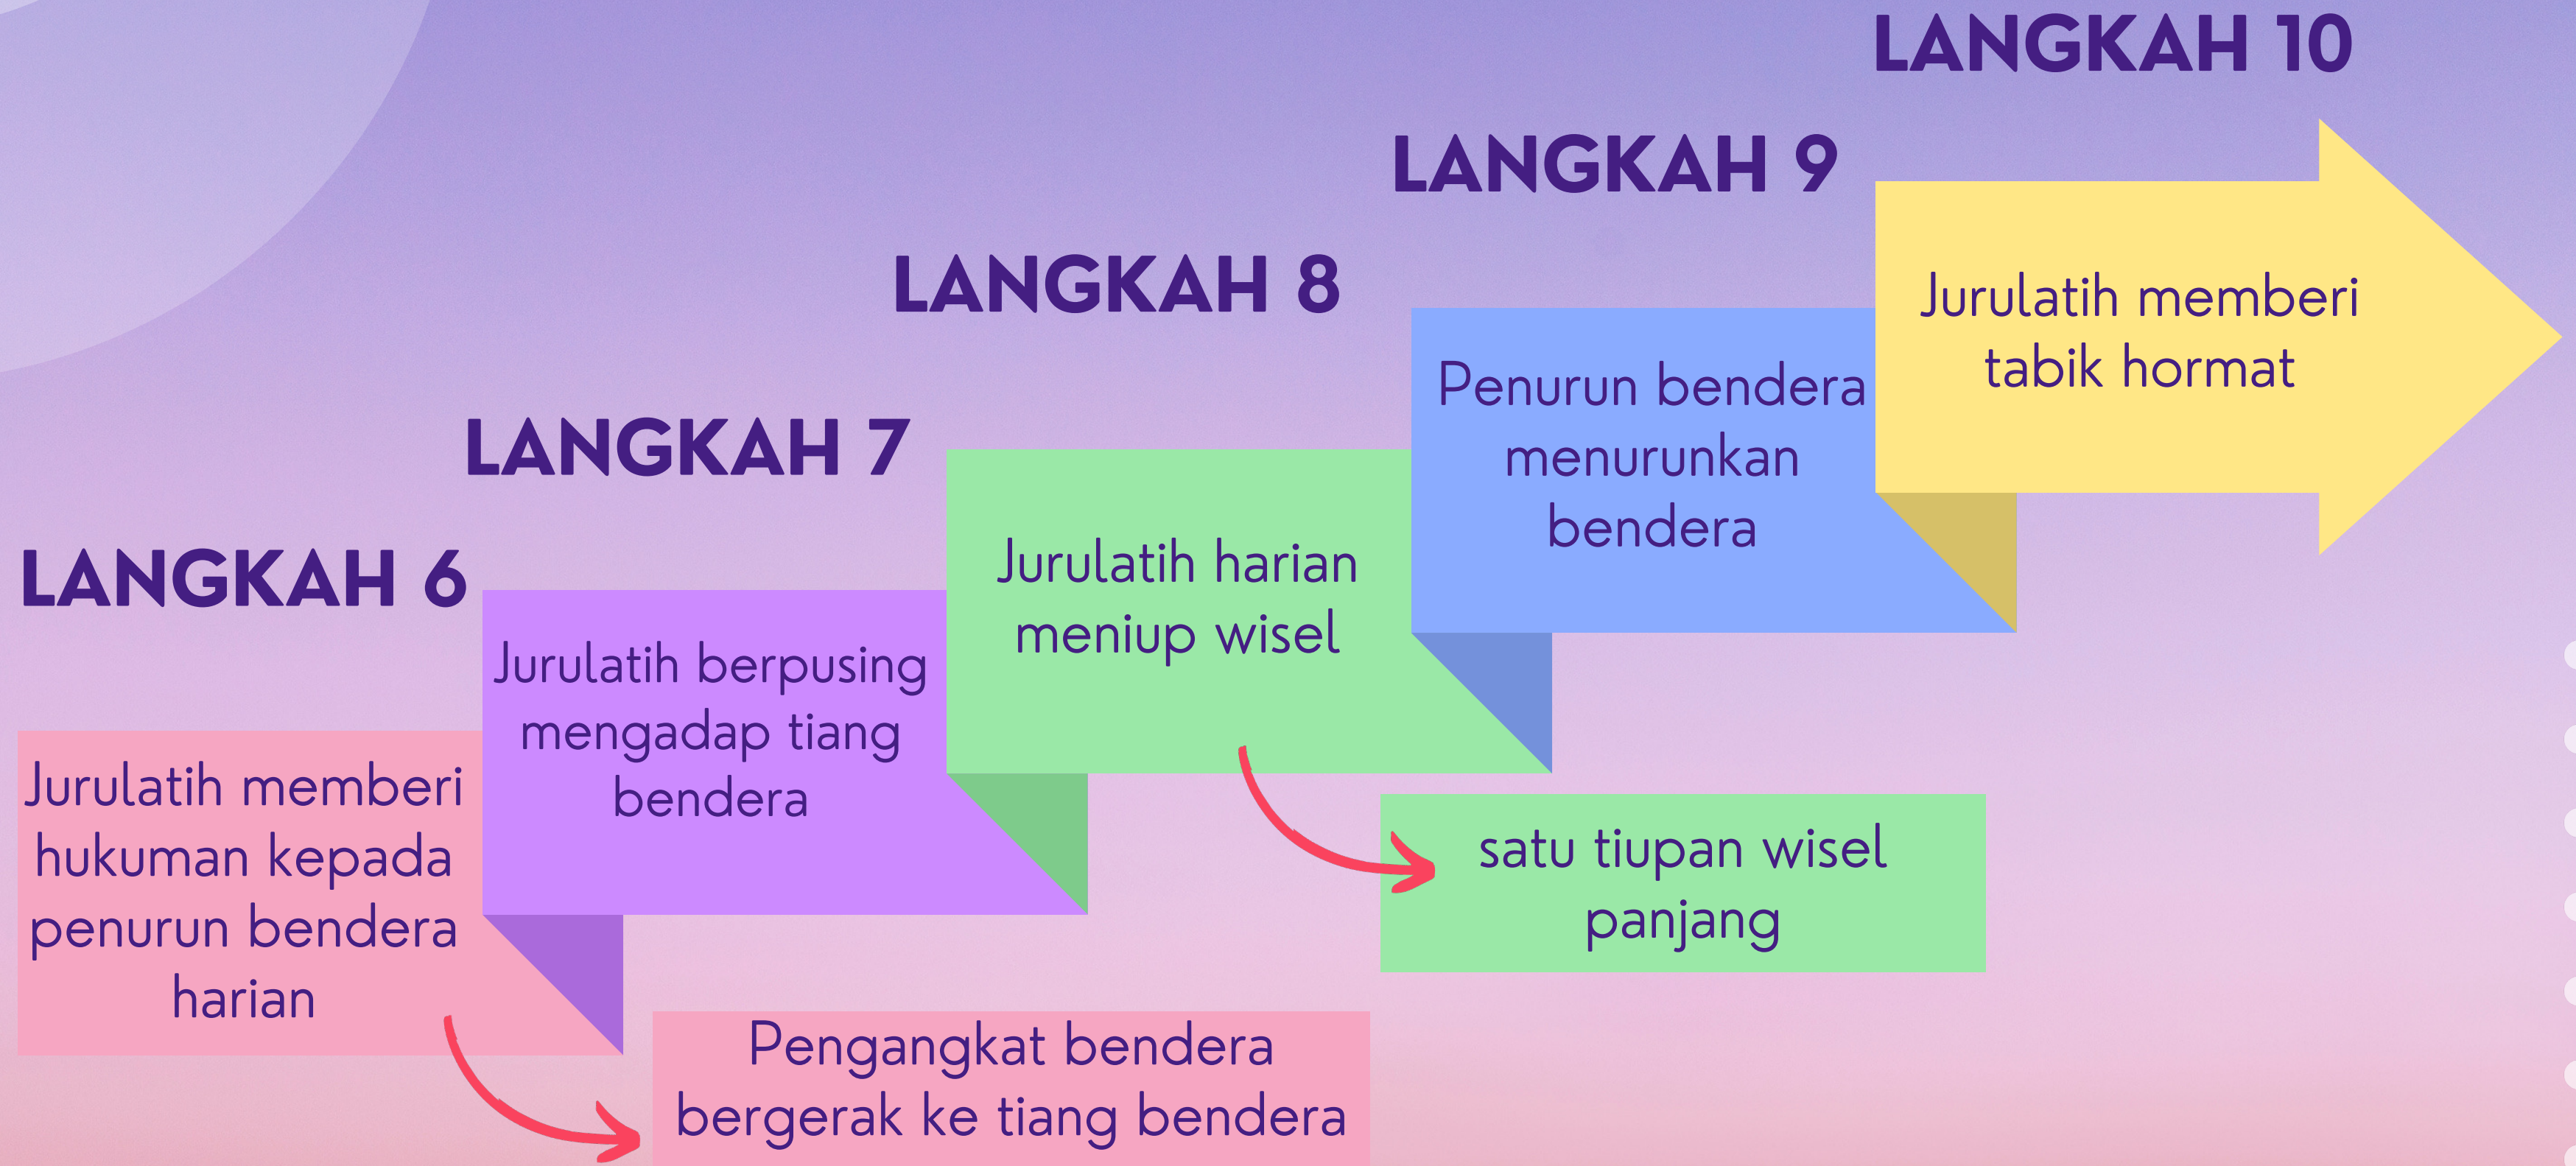 LANGKAH 6
Jurulatih memberi
hukuman kepada
penurun bendera
harian
Pengangkat bendera
bergerak ke tiang bendera
LANGKAH 7
Jurulatih berpusing
mengadap tiang
bendera
LANGKAH 8
Jurulatih harian
meniup wisel
satu tiupan wisel
panjang
LANGKAH 9
Penurun bendera
menurunkan
bendera
LANGKAH 10
Jurulatih memberi
tabik hormat